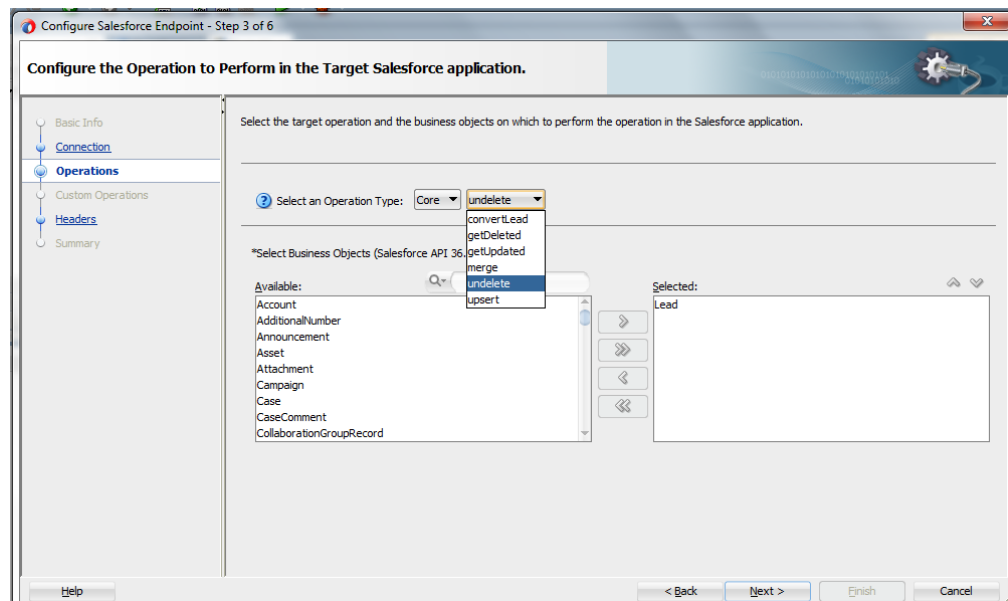 Configure Salesforce Endpoint - Step 3 of 6
Configure the Operation to Perform in the Target Salesforce application.
Basic Info
Connection
Operations
Custom Operations
Headers
Summary
Select the target operation and the business objects on which to perform the operation in the Salesforce application.
Select an Operation Type: Core undelete
convertLead
getDeleted
getUpdated
merge
undelete
upsert
*Select Business Objects (Salesforce API 36.
Available:
Account
AdditionalNumber
Announcement
Asset
Attachment
Campaign
Case
CaseComment
CollaborationGroupRecord
Selected:
Lead
Help
< Back
Next >
Finish
Cancel